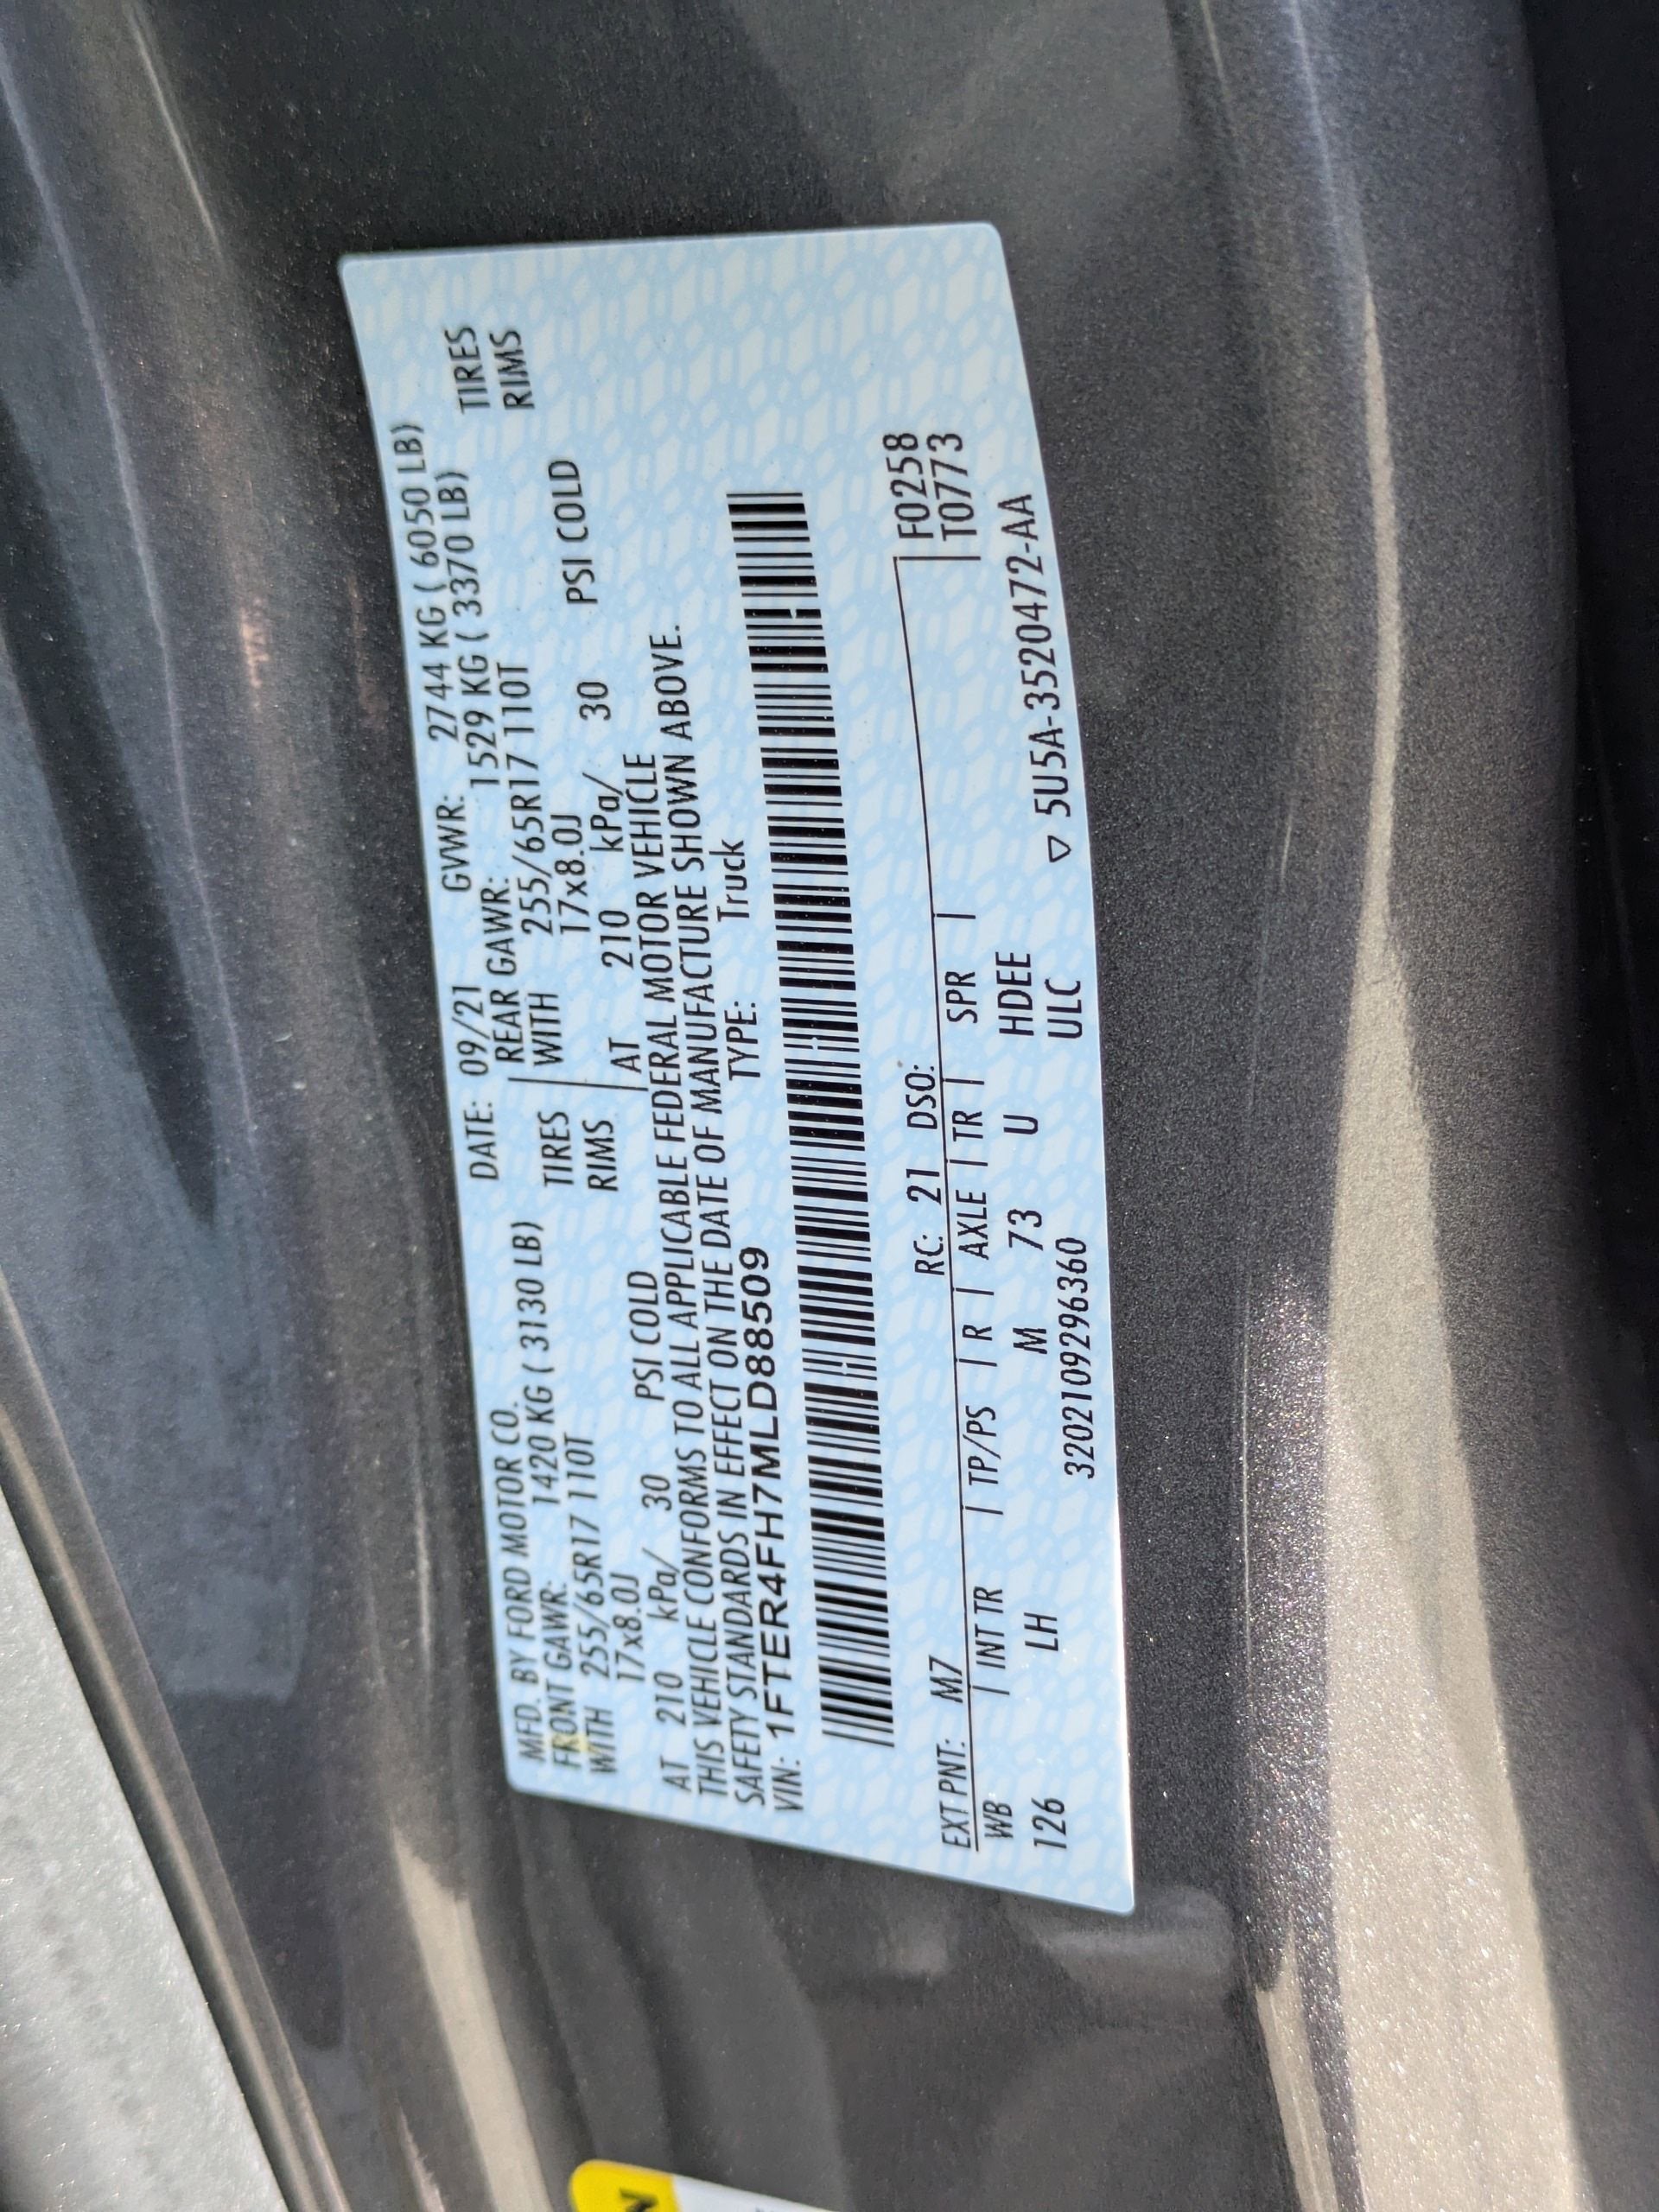 MFD. BY FORD MOTOR CO. DATE: 09/21 GVWR: 2744 KG ( 6050 LB)
FRONT GAWR: 1420 KG ( 3130 LB) REAR GAWR: 1529 KG ( 3370 LB)
WITH 255/65R17 110T TIRES WITH 255/65R17 110T TIRES
17x8.0J RIMS 17x8.0J RIMS
AT 210 kPa/ 30 PSI COLD AT 210 kPa/ 30 PSI COLD
THIS VEHICLE CONFORMS TO ALL APPLICABLE FEDERAL MOTOR VEHICLE
SAFETY STANDARDS IN EFFECT ON THE DATE OF MANUFACTURE SHOWN ABOVE.
VIN: 1FTER4FH7MLD88509 TYPE: Truck
EXT PNT: M7 RC: 21 DSO: F0258
WB | INT TR | TP/PS | R | AXLE | TR | SPR | T0773
126 LH M 73 U HDEE
3202109296360 ULC ▽ 5U5A-3520472-AA